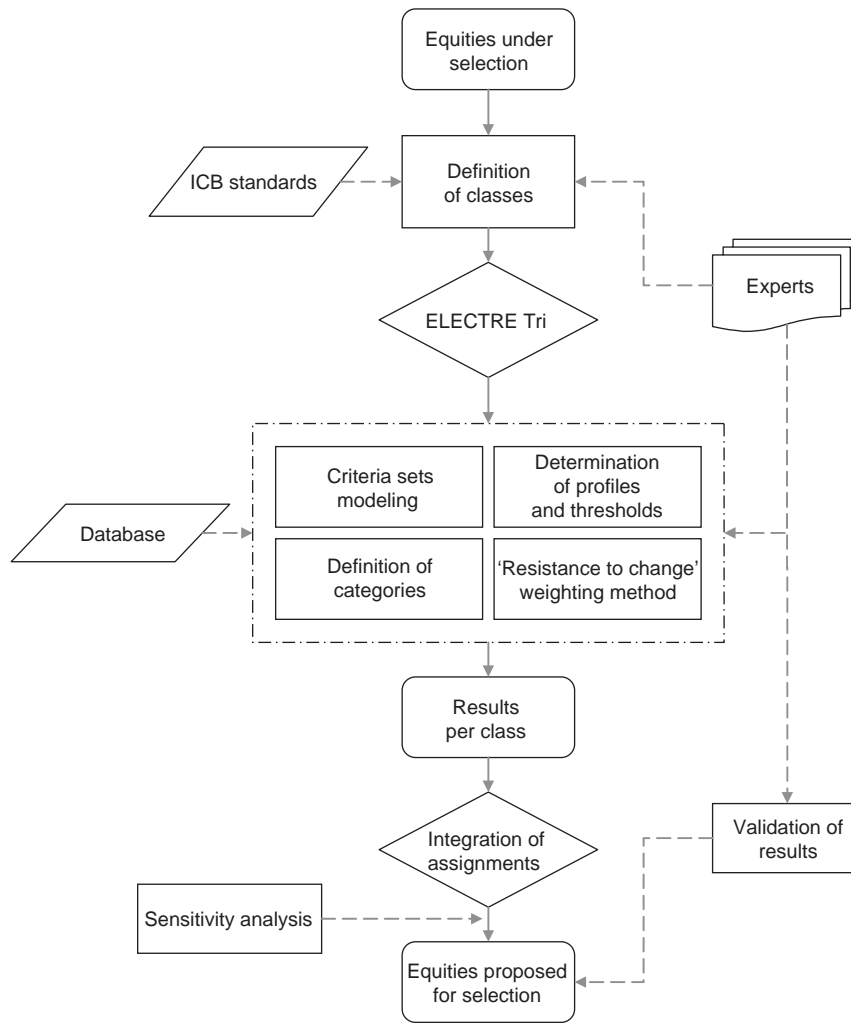 Equities under
selection
ICB standards
Definition
of classes
Experts
ELECTRE Tri
Criteria sets
modeling
Determination
of profiles
and thresholds
Database
Definition of
categories
‘Resistance to change’
weighting method
Results
per class
Integration of
assignments
Validation of
results
Sensitivity analysis
Equities proposed
for selection